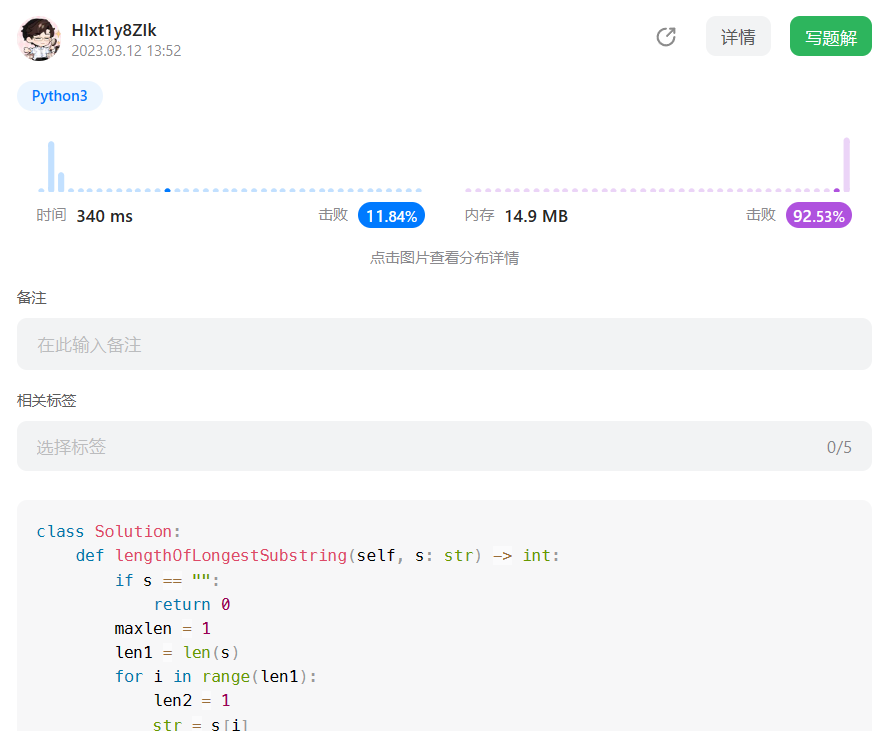 HIxt1y8ZIk
2023.03.12 13:52
详情
写题解
Python3
时间 340 ms 击败 11.84%
内存 14.9 MB 击败 92.53%
点击图片查看分布详情
备注
在此输入备注
相关标签
选择标签 0/5
class Solution:
    def lengthOfLongestSubstring(self, s: str) -> int:
        if s == "":
            return 0
        maxlen = 1
        len1 = len(s)
        for i in range(len1):
            len2 = 1
            str = s[i]